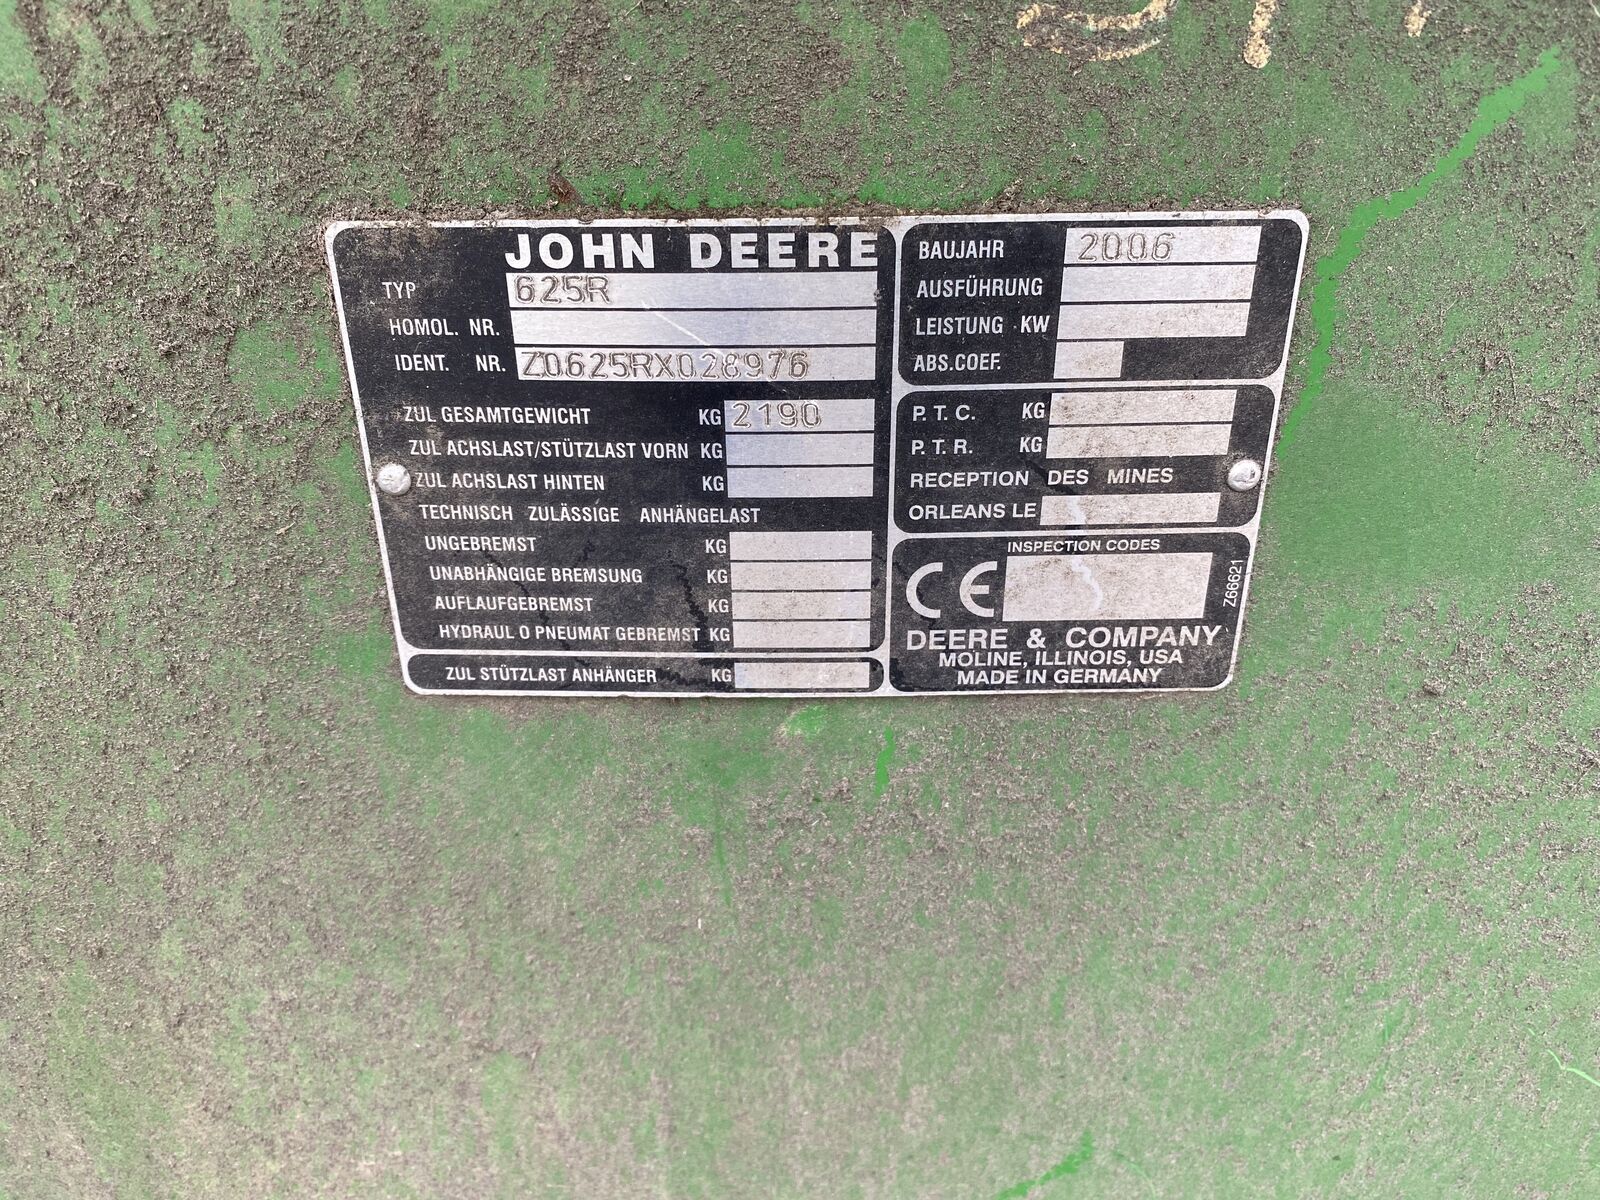 JOHN DEERE
TYP 625R
HOMOL. NR.
IDENT. NR. Z0625RX028976
ZUL GESAMTGEWICHT KG 2190
ZUL ACHSLAST/STÜTZLAST VORN KG
ZUL ACHSLAST HINTEN KG
TECHNISCH ZULÄSSIGE ANHÄNGELAST
UNGEBREMST KG
UNABHÄNGIGE BREMSUNG KG
AUFLAUFGEBREMST KG
HYDRAUL O PNEUMAT GEBREMST KG
ZUL STÜTZLAST ANHÄNGER KG
BAUJAHR 2006
AUSFÜHRUNG
LEISTUNG KW
ABS.COEF.
P. T. C. KG
P. T. R. KG
RECEPTION DES MINES
ORLEANS LE
INSPECTION CODES
CE
Z66621
DEERE & COMPANY
MOLINE, ILLINOIS, USA
MADE IN GERMANY